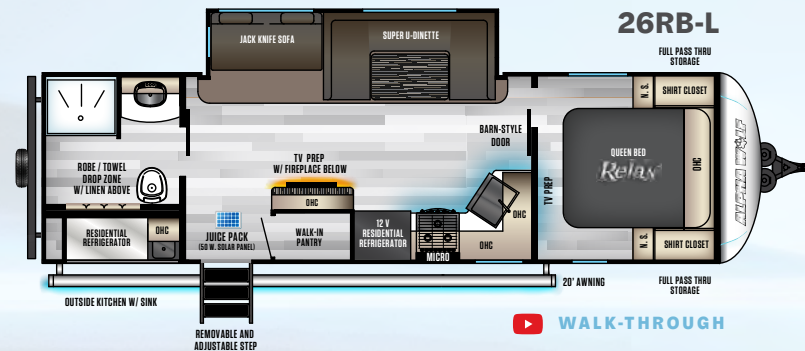 26RB-L
JACK KNIFE SOFA
SUPER U-DINETTE
FULL PASS THRU
STORAGE
N. S.
SHIRT CLOSET
BARN-STYLE
DOOR
ROBE / TOWEL
DROP ZONE
W/ LINEN ABOVE
TV PREP
W/ FIREPLACE BELOW
OHC
TV PREP
QUEEN BED
Relax
OHC
ALPHA WOLF
RESIDENTIAL
REFRIGERATOR
OHC
JUICE PACK
(50 W. SOLAR PANEL)
WALK-IN
PANTRY
12 V
RESIDENTIAL
REFRIGERATOR
MICRO
OHC
OHC
N. S.
SHIRT CLOSET
OUTSIDE KITCHEN W/ SINK
20' AWNING
FULL PASS THRU
STORAGE
REMOVABLE AND
ADJUSTABLE STEP
WALK-THROUGH